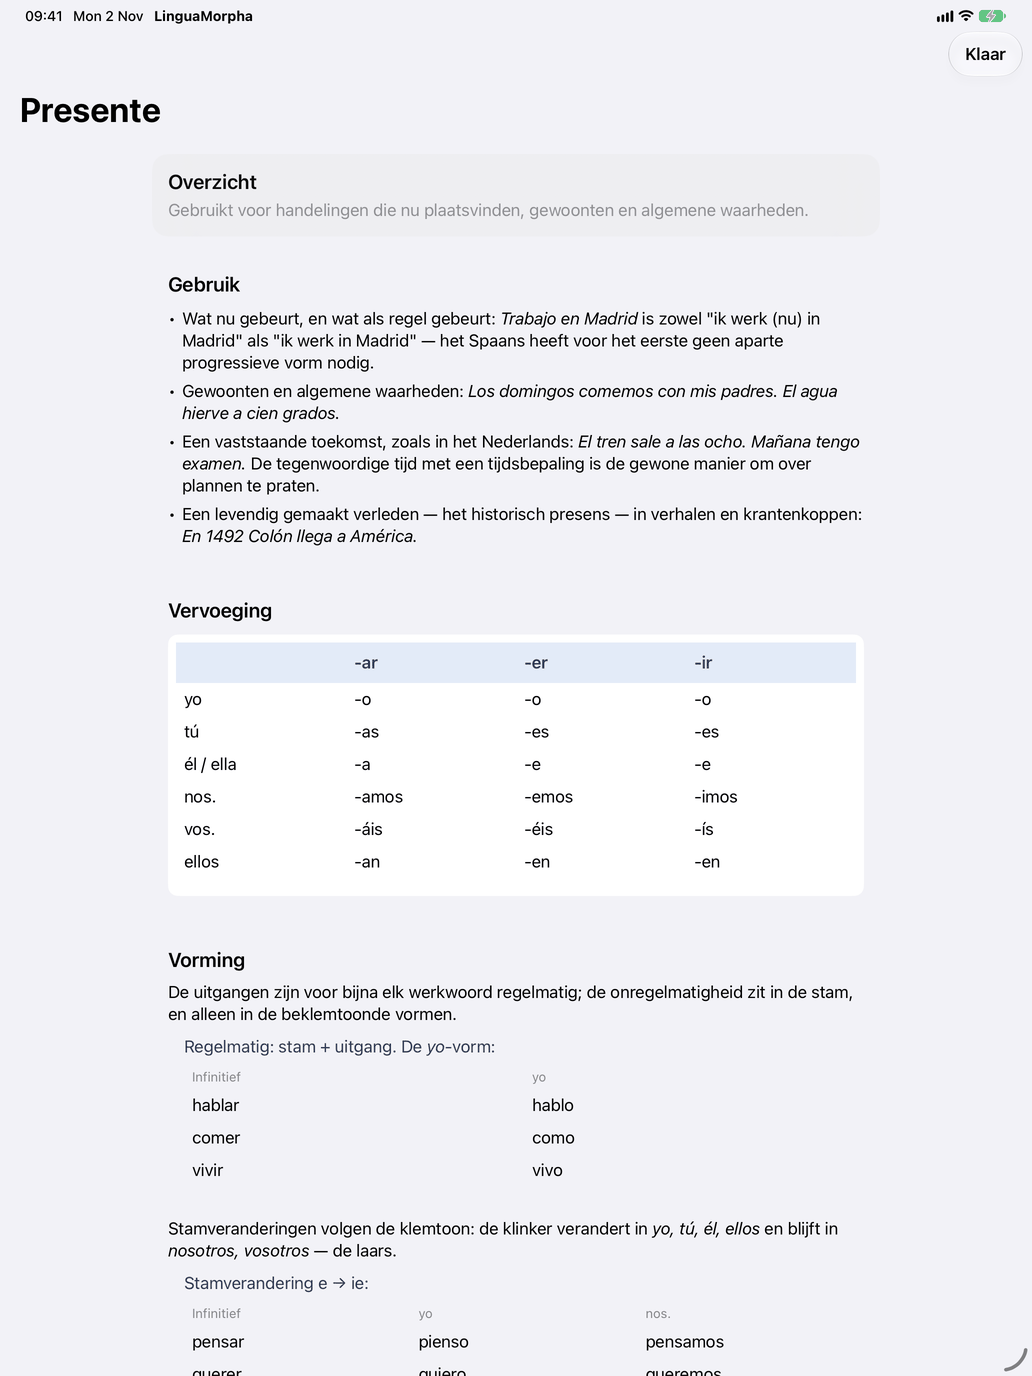 09:41 Mon 2 Nov LinguaMorpha
Klaar
Presente
Overzicht
Gebruikt voor handelingen die nu plaatsvinden, gewoonten en algemene waarheden.
Gebruik
• Wat nu gebeurt, en wat als regel gebeurt: Trabajo en Madrid is zowel "ik werk (nu) in
Madrid" als "ik werk in Madrid" — het Spaans heeft voor het eerste geen aparte
progressieve vorm nodig.
• Gewoonten en algemene waarheden: Los domingos comemos con mis padres. El agua
hierve a cien grados.
• Een vaststaande toekomst, zoals in het Nederlands: El tren sale a las ocho. Mañana tengo
examen. De tegenwoordige tijd met een tijdsbepaling is de gewone manier om over
plannen te praten.
• Een levendig gemaakt verleden — het historisch presens — in verhalen en krantenkoppen:
En 1492 Colón llega a América.
Vervoeging
-ar -er -ir
yo -o -o -o
tú -as -es -es
él / ella -a -e -e
nos. -amos -emos -imos
vos. -áis -éis -ís
ellos -an -en -en
Vorming
De uitgangen zijn voor bijna elk werkwoord regelmatig; de onregelmatigheid zit in de stam,
en alleen in de beklemtoonde vormen.
Regelmatig: stam + uitgang. De yo-vorm:
Infinitief yo
hablar hablo
comer como
vivir vivo
Stamveranderingen volgen de klemtoon: de klinker verandert in yo, tú, él, ellos en blijft in
nosotros, vosotros — de laars.
Stamverandering e → ie:
Infinitief yo nos.
pensar pienso pensamos
querer quiero queremos